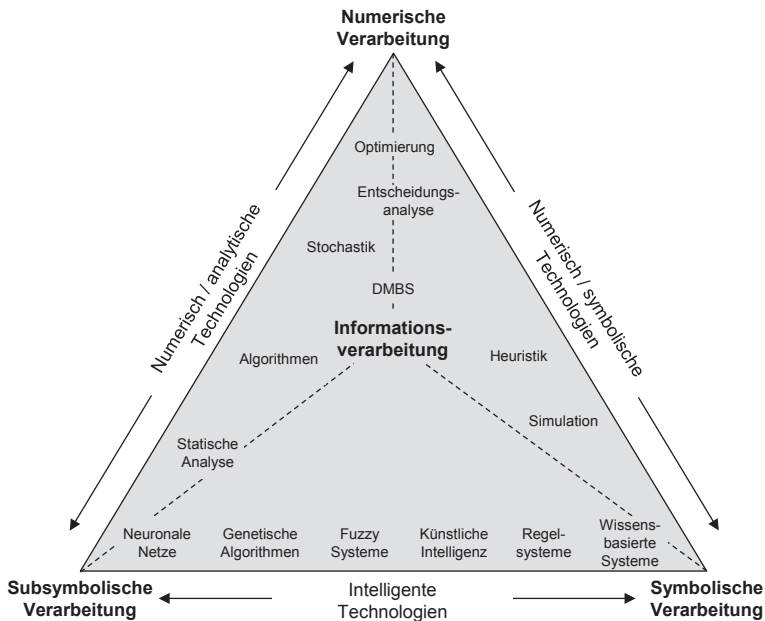 Numerische
Verarbeitung
Optimierung
Entscheidungs-
analyse
Stochastik
DMBS
Numerisch / analytische
Technologien
Numerisch / symbolische
Technologien
Informations-
verarbeitung
Algorithmen
Heuristik
Simulation
Statische
Analyse
Neuronale
Netze
Genetische
Algorithmen
Fuzzy
Systeme
Künstliche
Intelligenz
Regel-
systeme
Wissens-
basierte
Systeme
Subsymbolische
Verarbeitung
Intelligente
Technologien
Symbolische
Verarbeitung